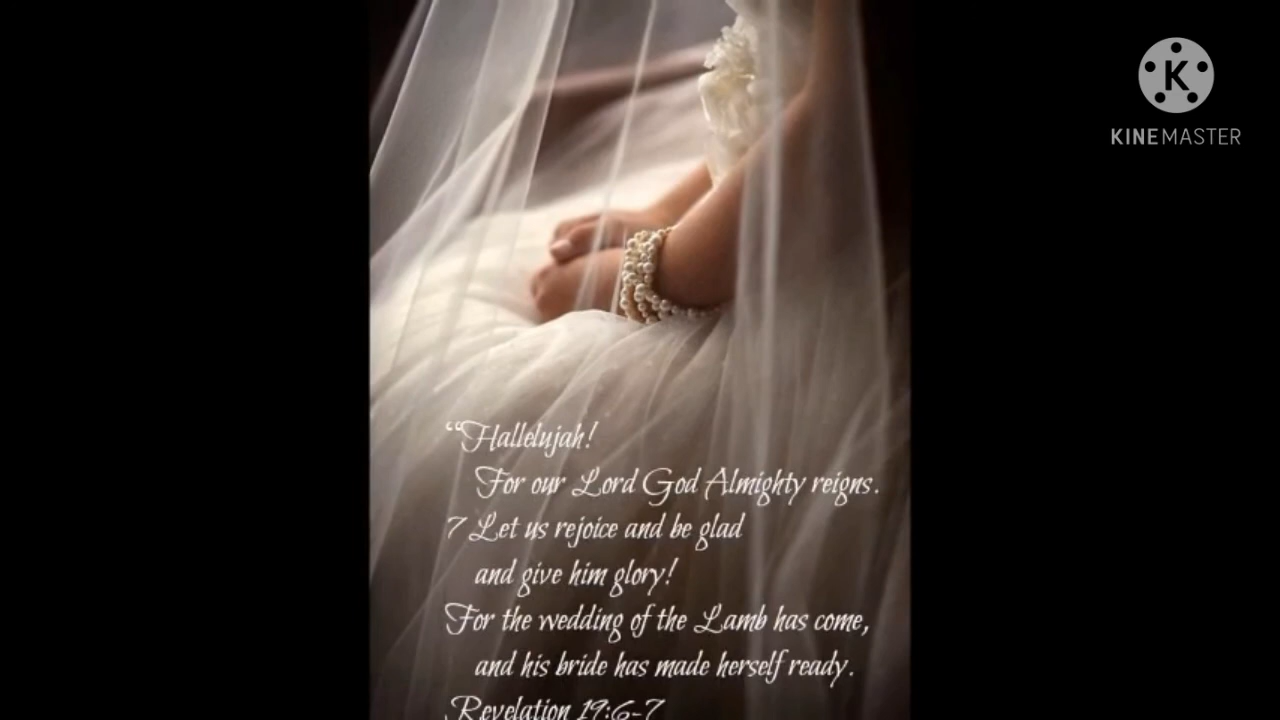 KINEMASTER
“Hallelujah!
For our Lord God Almighty reigns.
7 Let us rejoice and be glad
and give him glory!
For the wedding of the Lamb has come,
and his bride has made herself ready.
Revelation 19:6-7